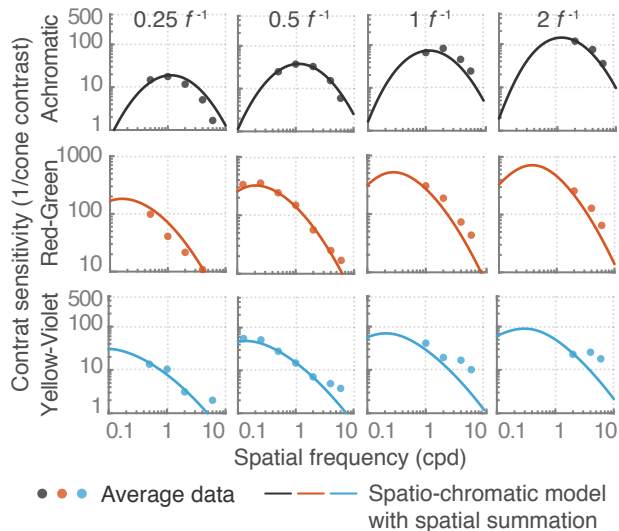 0.25 f⁻¹ 0.5 f⁻¹ 1 f⁻¹ 2 f⁻¹
Contrat sensitivity (1/cone contrast)
Achromatic
500
100
10
1
Red-Green
1000
100
10
Yellow-Violet
500
100
10
1
0.1 1 10 0.1 1 10 0.1 1 10 0.1 1 10
Spatial frequency (cpd)
Average data
Spatio-chromatic model
with spatial summation